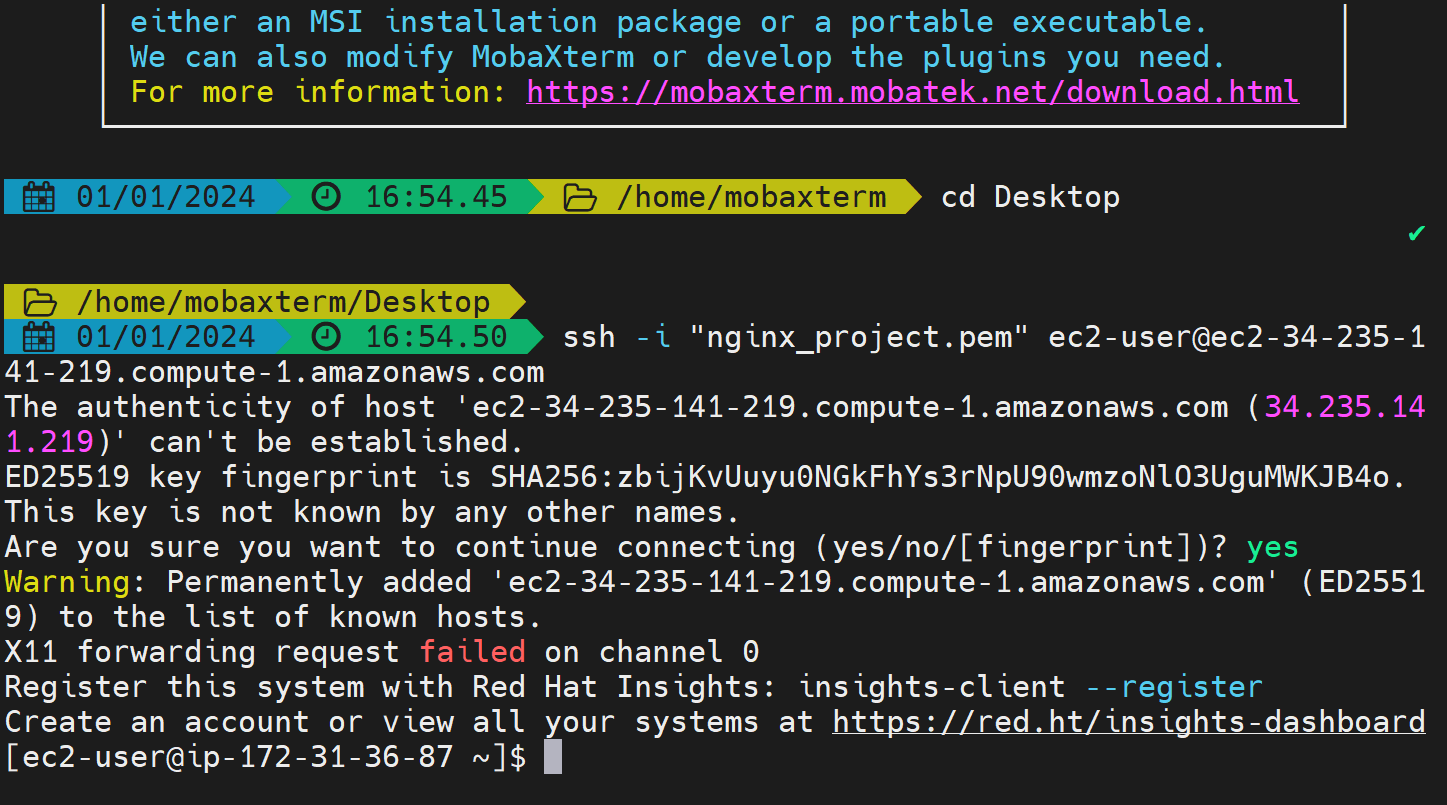 either an MSI installation package or a portable executable.
We can also modify MobaXterm or develop the plugins you need.
For more information: https://mobaxterm.mobatek.net/download.html
01/01/2024 16:54.45 /home/mobaxterm cd Desktop
✔
/home/mobaxterm/Desktop
01/01/2024 16:54.50 ssh -i "nginx_project.pem" ec2-user@ec2-34-235-1
41-219.compute-1.amazonaws.com
The authenticity of host 'ec2-34-235-141-219.compute-1.amazonaws.com (34.235.14
1.219)' can't be established.
ED25519 key fingerprint is SHA256:zbijKvUuyu0NGkFhYs3rNpU90wmzoNlO3UguMWKJB4o.
This key is not known by any other names.
Are you sure you want to continue connecting (yes/no/[fingerprint])? yes
Warning: Permanently added 'ec2-34-235-141-219.compute-1.amazonaws.com' (ED2551
9) to the list of known hosts.
X11 forwarding request failed on channel 0
Register this system with Red Hat Insights: insights-client --register
Create an account or view all your systems at https://red.ht/insights-dashboard
[ec2-user@ip-172-31-36-87 ~]$